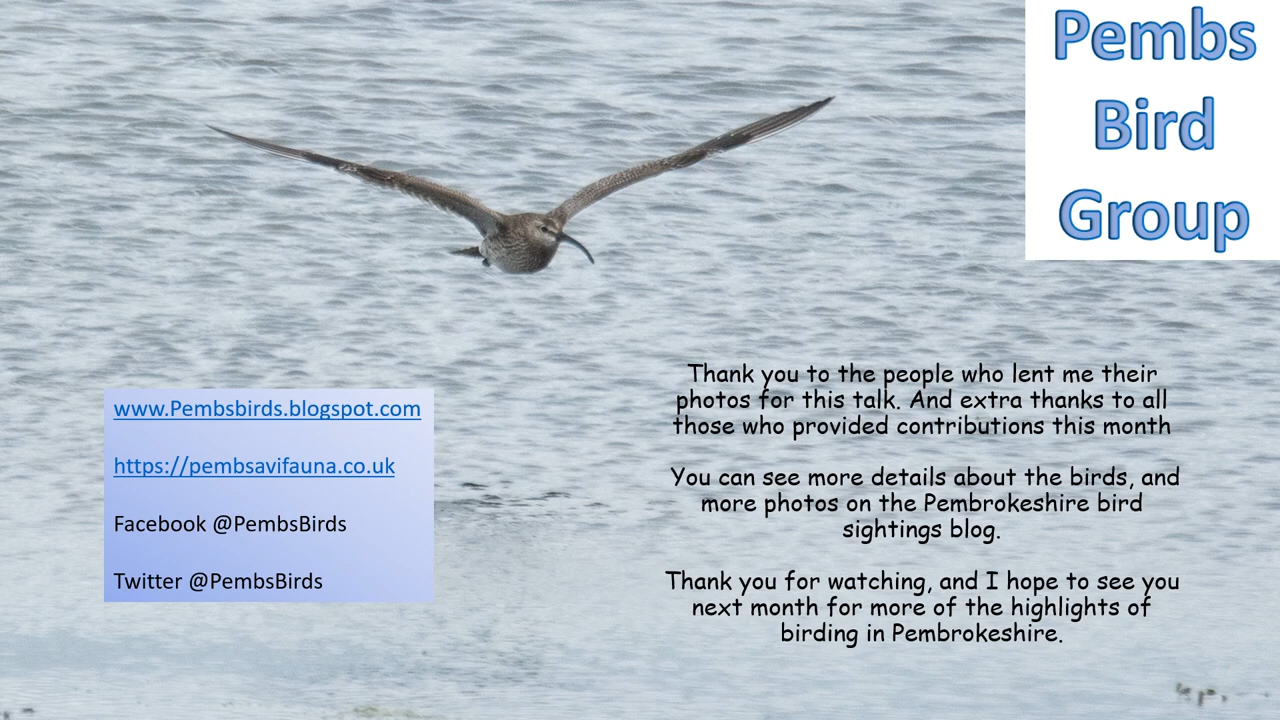 Pembs
Bird
Group
www.Pembsbirds.blogspot.com
https://pembsavifauna.co.uk
Facebook @PembsBirds
Twitter @PembsBirds
Thank you to the people who lent me their
photos for this talk. And extra thanks to all
those who provided contributions this month
You can see more details about the birds, and
more photos on the Pembrokeshire bird
sightings blog.
Thank you for watching, and I hope to see you
next month for more of the highlights of
birding in Pembrokeshire.